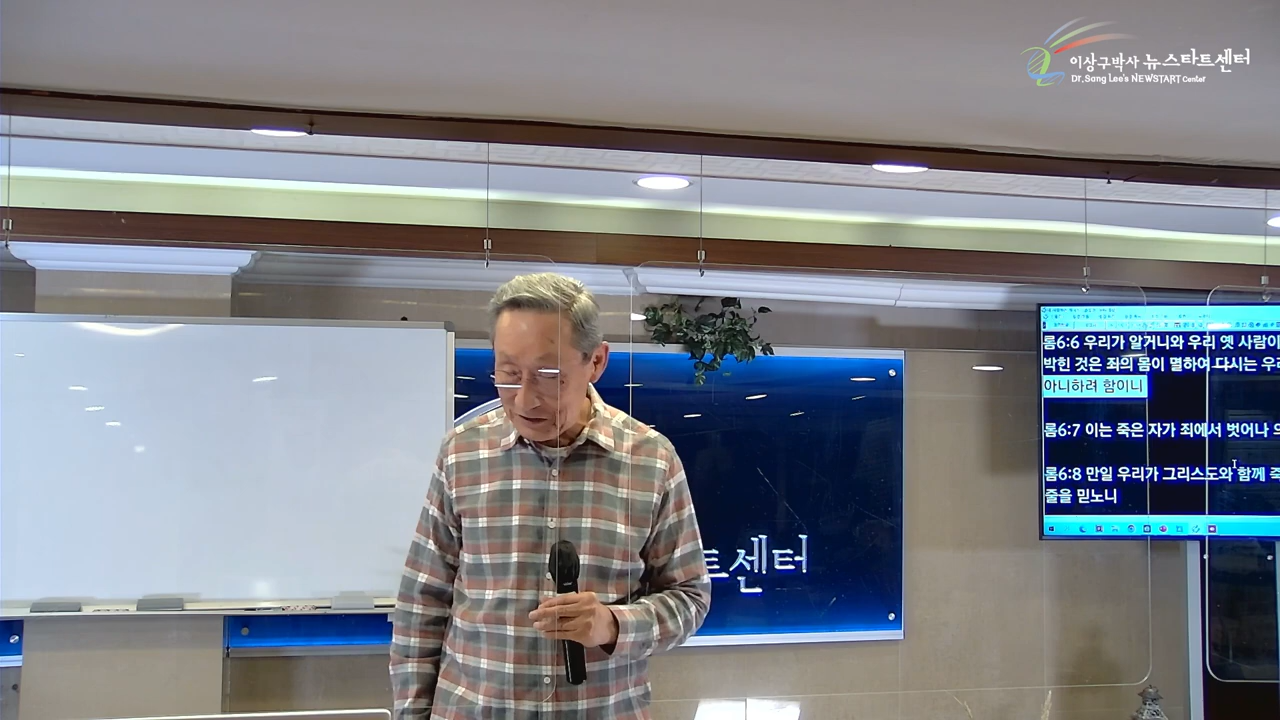 이상구박사 뉴스타트센터
Dr. Sang Lee's NEWSTART Center
롬6:6 우리가 알거니와 우리 옛 사람이
박힌 것은 죄의 몸이 멸하여 다시는 우리
아니하려 함이니
롬6:7 이는 죽은 자가 죄에서 벗어나
롬6:8 만일 우리가 그리스도와 함께 죽
줄을 믿노니
트센터